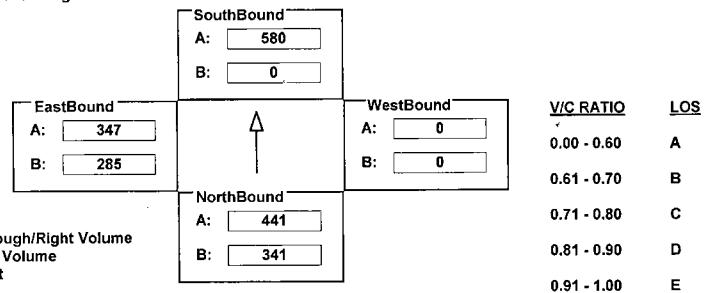 SouthBound
A: 580
B: 0
EastBound
A: 347
B: 285
WestBound
A: 0
B: 0
NorthBound
A: 441
B: 341
Volume
Volume
V/C RATIO LOS
0.00 - 0.60 A
0.61 - 0.70 B
0.71 - 0.80 C
0.81 - 0.90 D
0.91 - 1.00 E